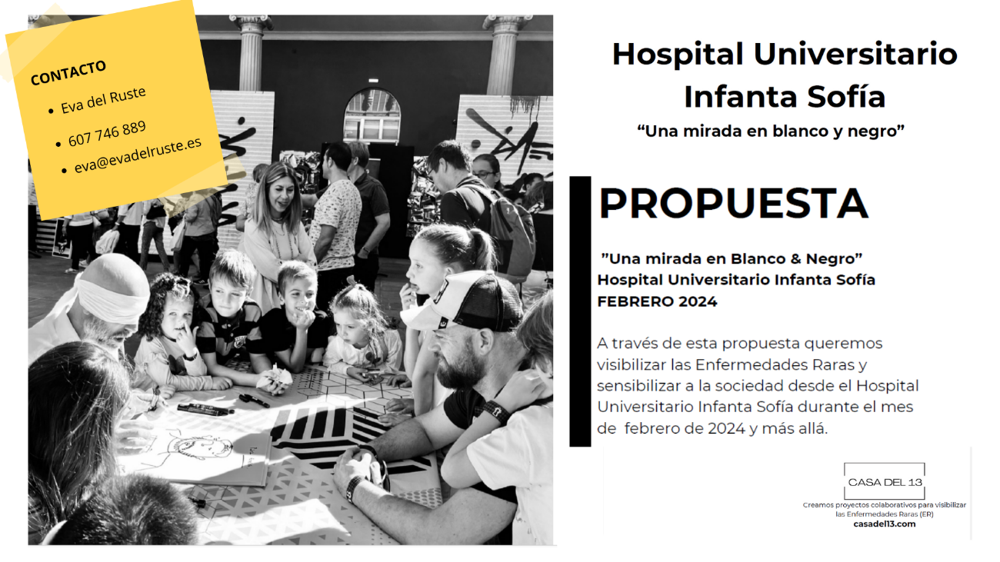 CONTACTO
• Eva del Ruste
• 607 746 889
• eva@evadelruste.es
Hospital Universitario
Infanta Sofía
“Una mirada en blanco y negro”
PROPUESTA
”Una mirada en Blanco & Negro”
Hospital Universitario Infanta Sofía
FEBRERO 2024
A través de esta propuesta queremos
visibilizar las Enfermedades Raras y
sensibilizar a la sociedad desde el Hospital
Universitario Infanta Sofía durante el mes
de febrero de 2024 y más allá.
CASA DEL 13
Creamos proyectos colaborativos para visibilizar
las Enfermedades Raras (ER)
casadel13.com